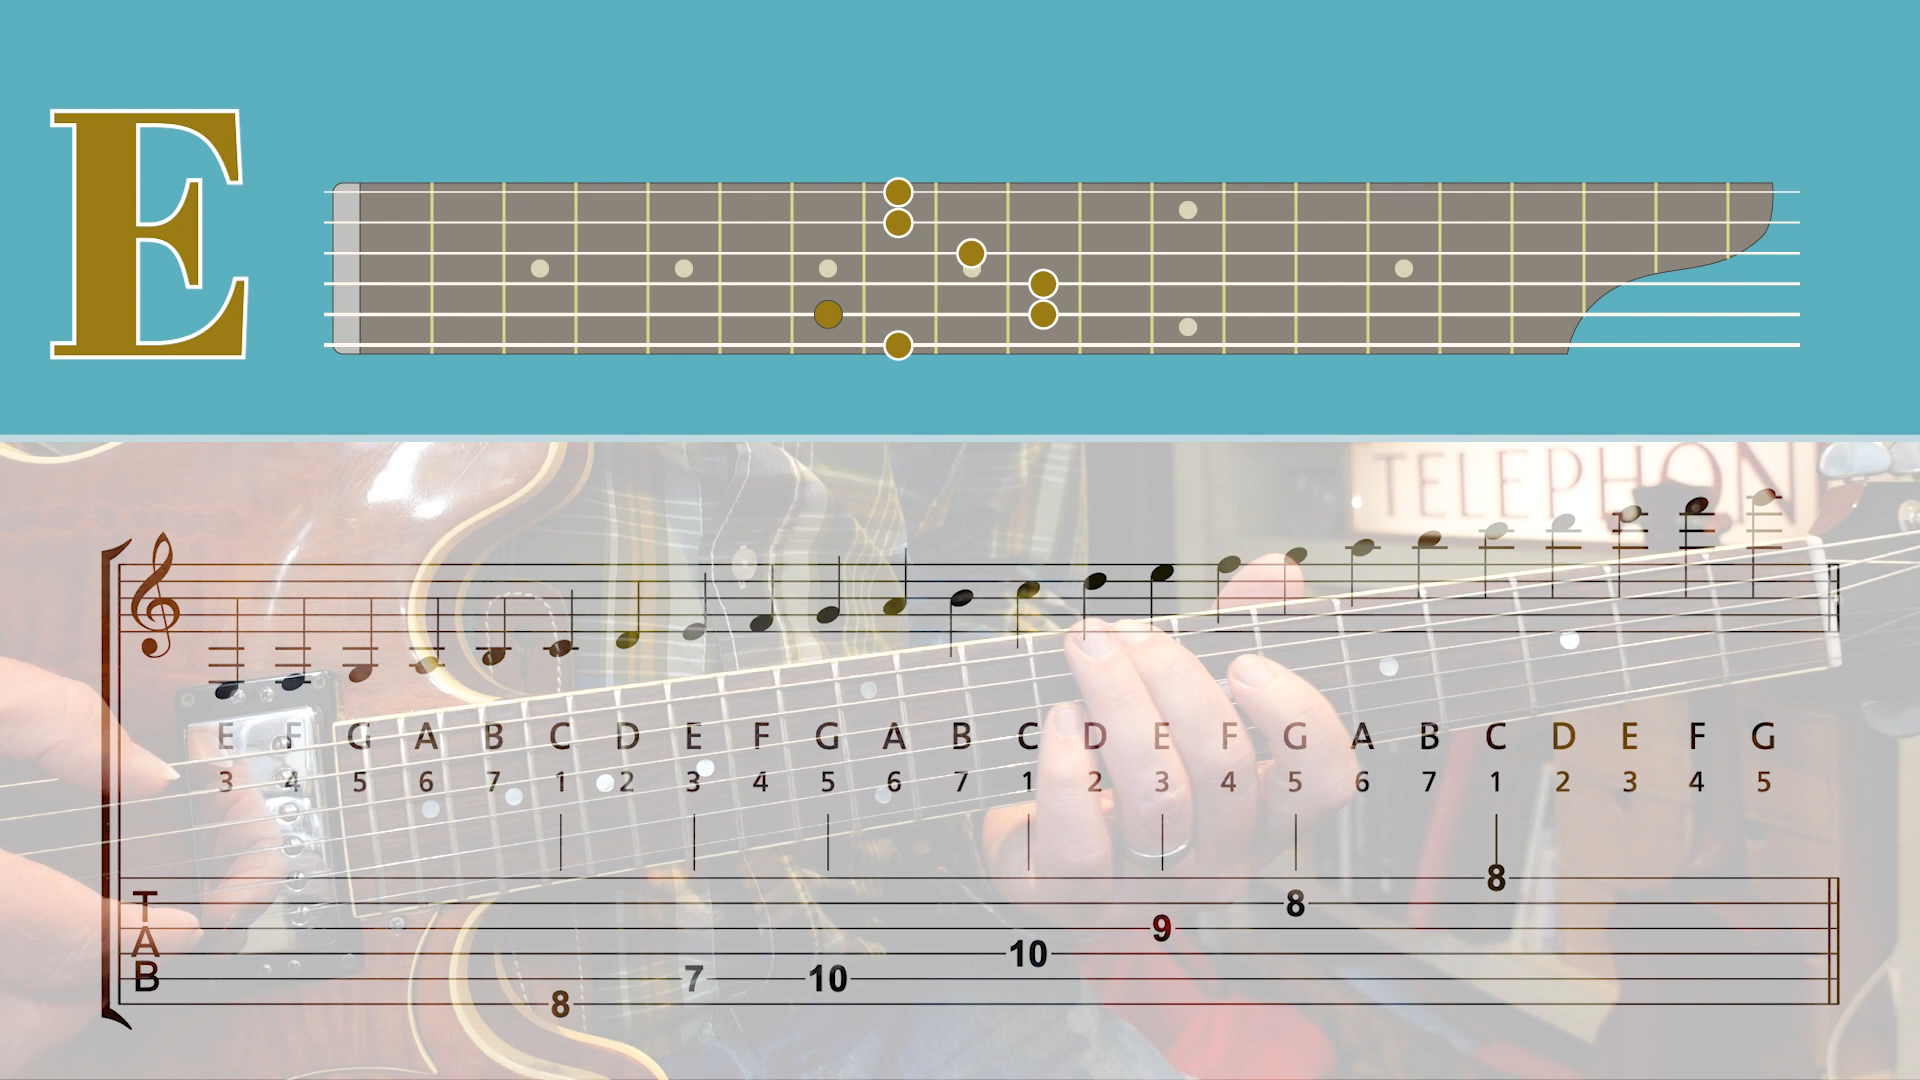 E
TELEPHON
E F G A B C D E F G A B C D E F G A B C D E F G
3 4 5 6 7 1 2 3 4 5 6 7 1 2 3 4 5 6 7 1 2 3 4 5
T
A
B
8
8
9
10
7 10
8